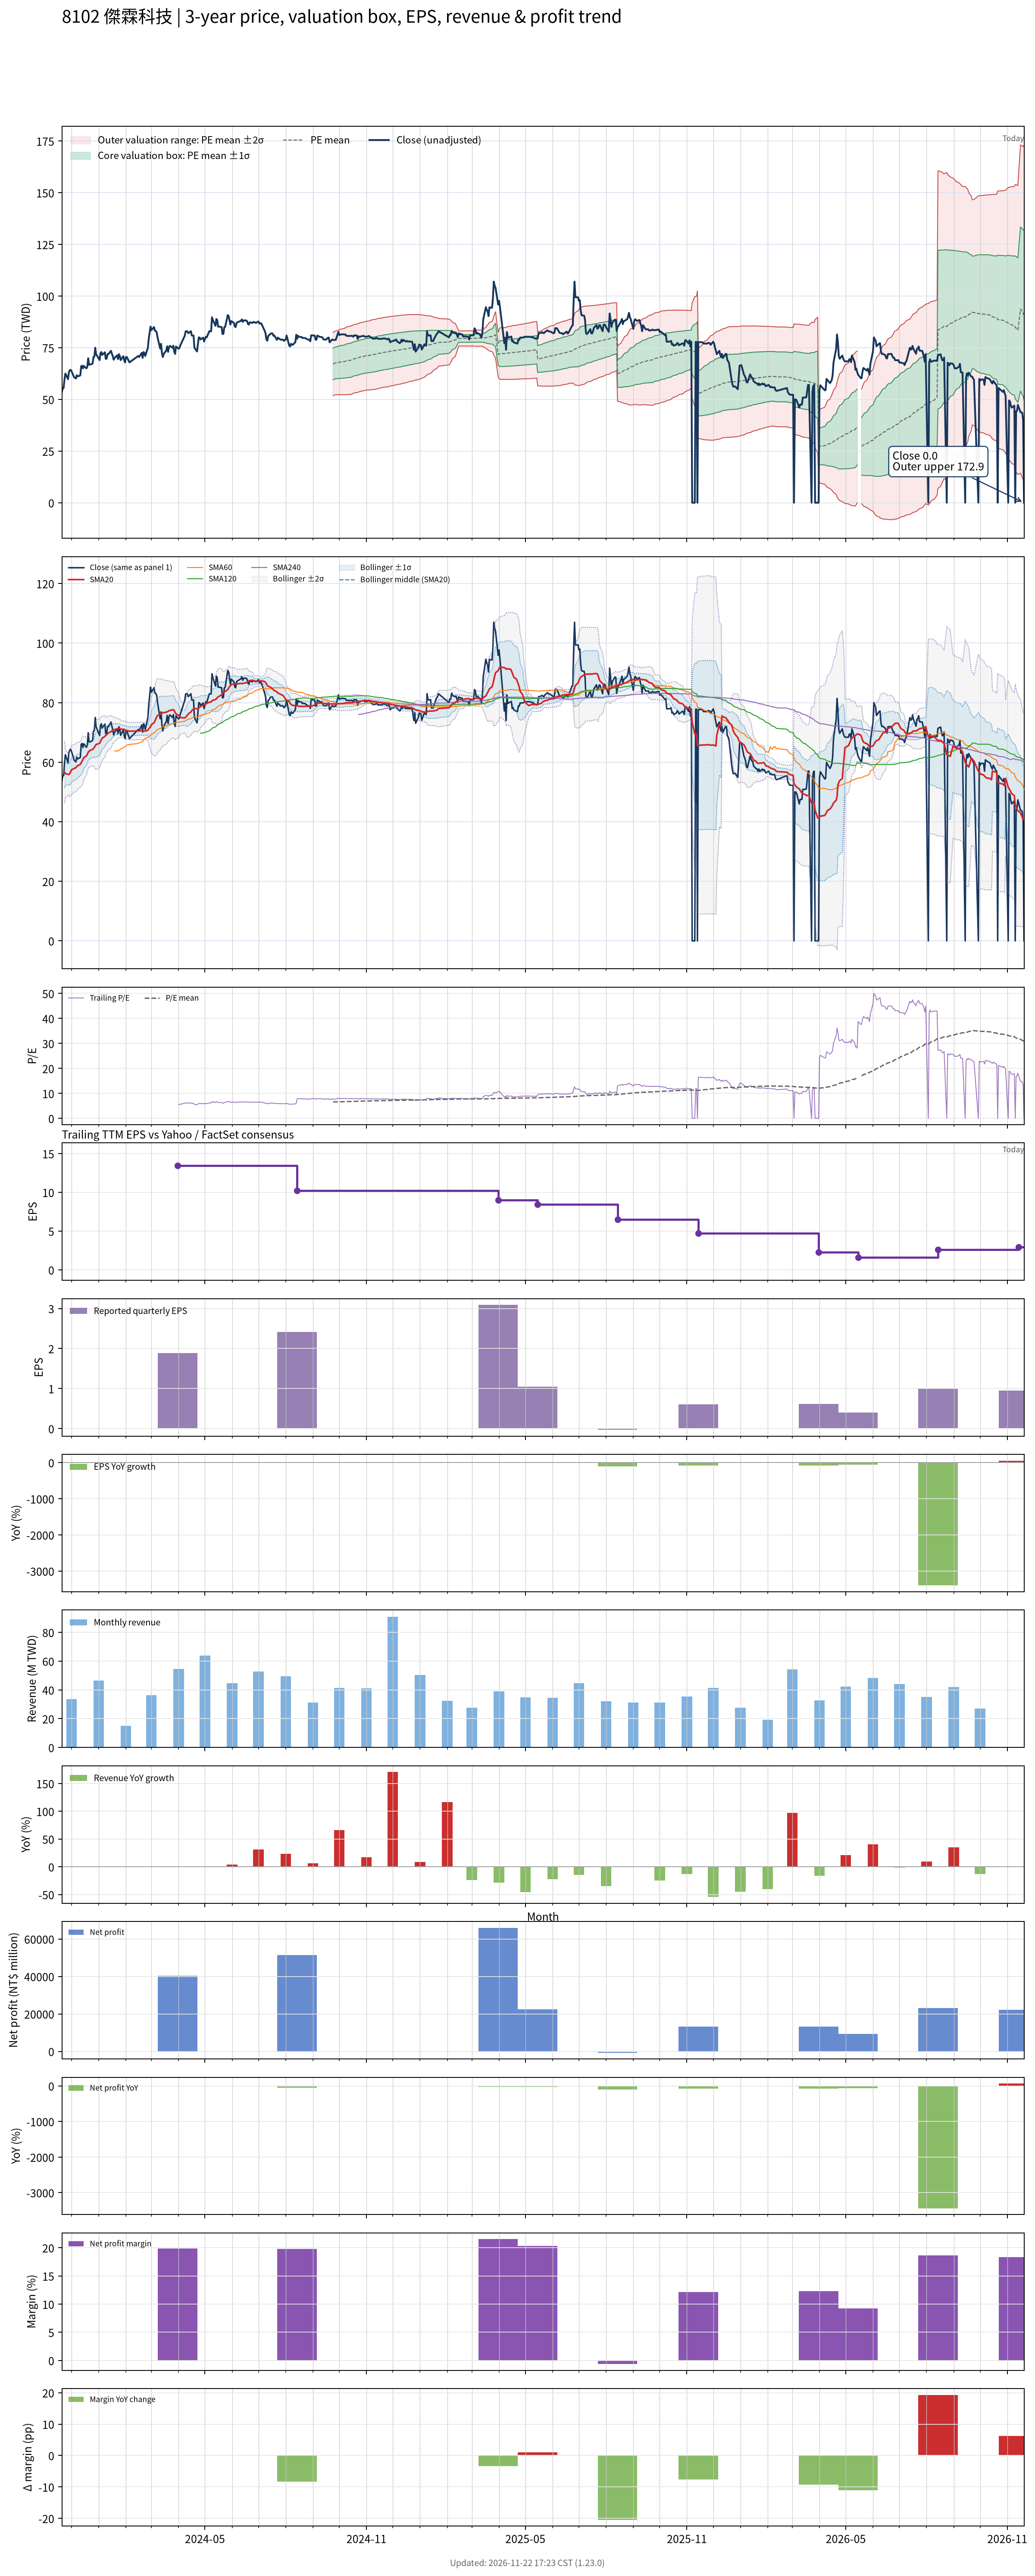 8102 傑霖科技 | 3-year price, valuation box, EPS, revenue & profit trend
Outer valuation range: PE mean ±2σ
PE mean
Close (unadjusted)
Core valuation box: PE mean ±1σ
Today
175
150
125
100
75
50
25
0
Price (TWD)
Close 0.0
Outer upper 172.9
Close (same as panel 1)
SMA60
SMA240
Bollinger ±1σ
SMA20
SMA120
Bollinger ±2σ
Bollinger middle (SMA20)
120
100
80
60
40
20
0
Price
Trailing P/E
P/E mean
50
40
30
20
10
0
P/E
Trailing TTM EPS vs Yahoo / FactSet consensus
Today
15
10
5
0
EPS
Reported quarterly EPS
3
2
1
0
EPS
EPS YoY growth
0
-1000
-2000
-3000
YoY (%)
Monthly revenue
80
60
40
20
0
Revenue (M TWD)
Revenue YoY growth
150
100
50
0
-50
YoY (%)
Month
Net profit
60000
40000
20000
0
Net profit (NT$ million)
Net profit YoY
0
-1000
-2000
-3000
YoY (%)
Net profit margin
20
15
10
5
0
Margin (%)
Margin YoY change
20
10
0
-10
-20
Δ margin (pp)
2024-05
2024-11
2025-05
2025-11
2026-05
2026-11
Updated: 2026-11-22 17:23 CST (1.23.0)